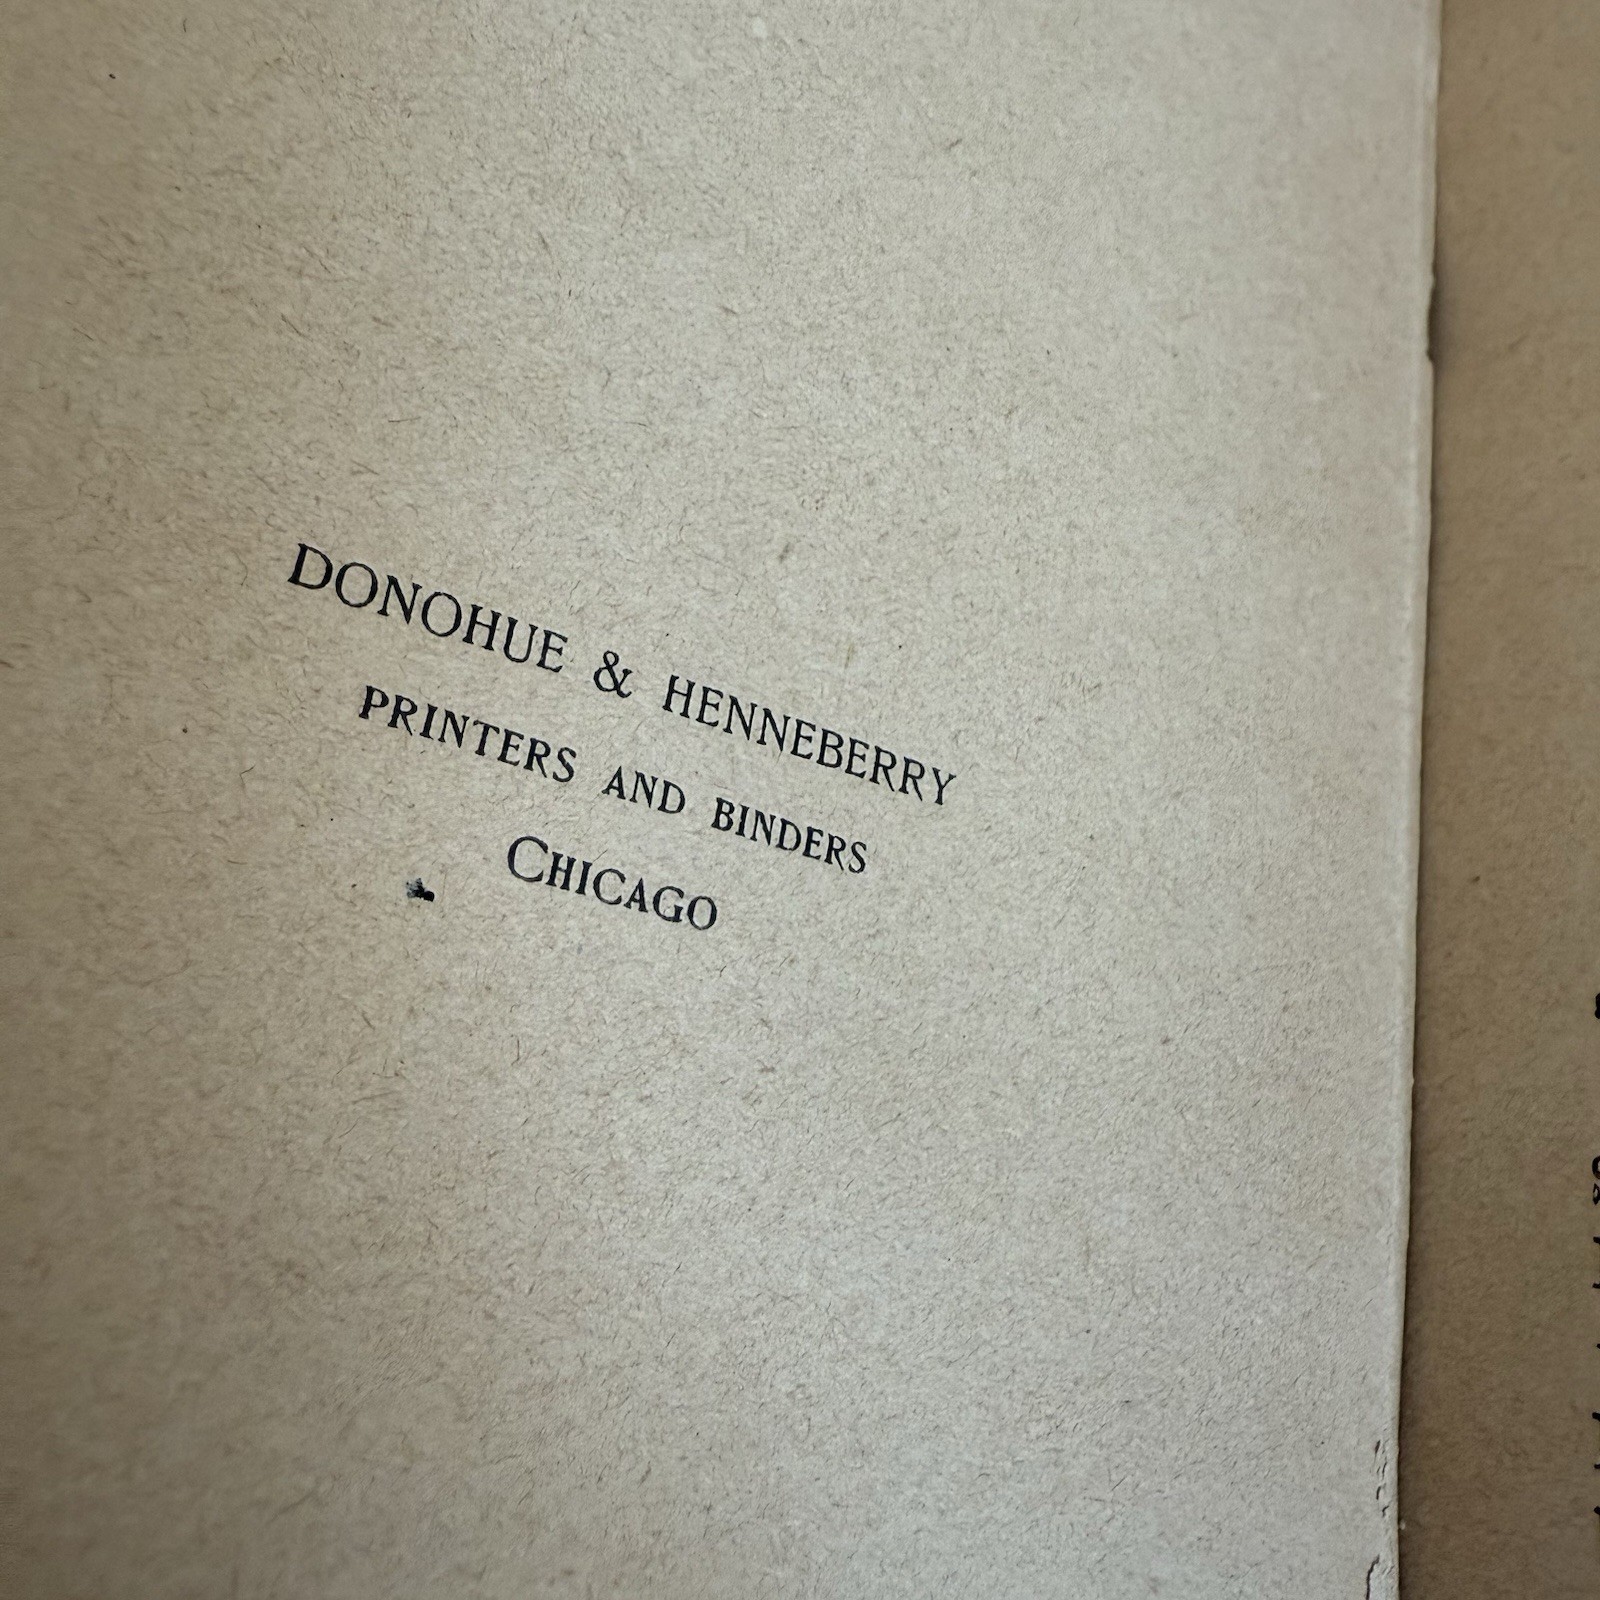 DONOHUE & HENNEBERRY
PRINTERS AND BINDERS
CHICAGO